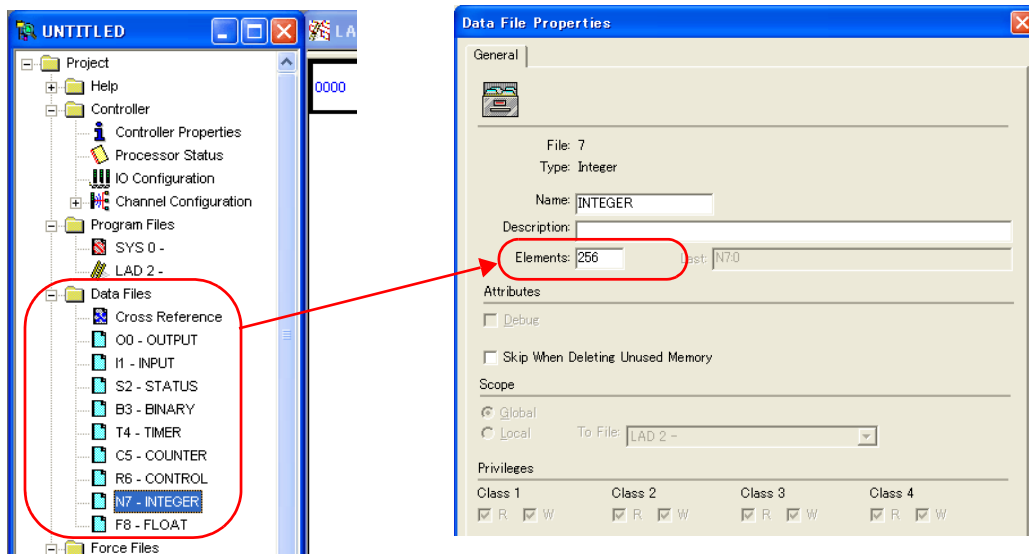 UNTITLED
LA
Project
Help
Controller
Controller Properties
Processor Status
IO Configuration
Channel Configuration
Program Files
SYS 0 -
LAD 2 -
Data Files
Cross Reference
O0 - OUTPUT
I1 - INPUT
S2 - STATUS
B3 - BINARY
T4 - TIMER
C5 - COUNTER
R6 - CONTROL
N7 - INTEGER
F8 - FLOAT
Force Files
0000
Data File Properties
General
File: 7
Type: Integer
Name: INTEGER
Description:
Elements: 256 Last: N7:0
Attributes
Debug
Skip When Deleting Unused Memory
Scope
Global
Local To File: LAD 2 -
Privileges
Class 1 Class 2 Class 3 Class 4
R W R W R W R W